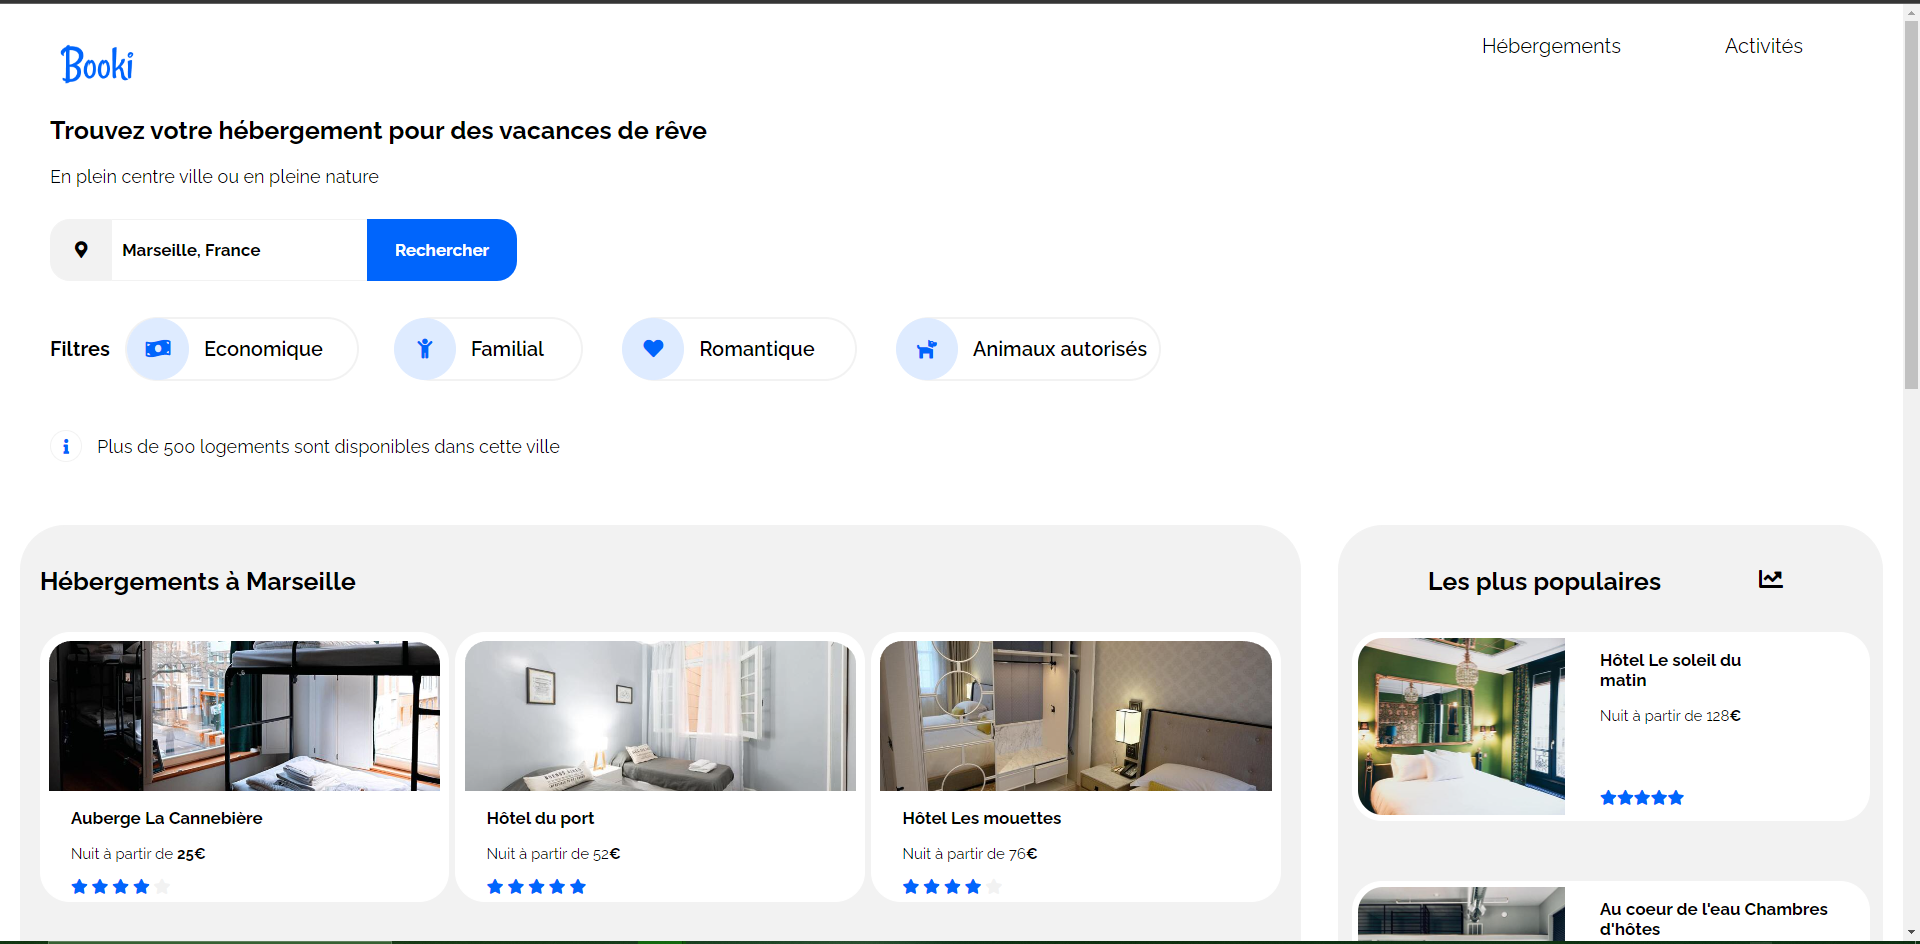 Booki
Hébergements
Activités
Trouvez votre hébergement pour des vacances de rêve
En plein centre ville ou en pleine nature
Marseille, France
Rechercher
Filtres
Economique
Familial
Romantique
Animaux autorisés
Plus de 500 logements sont disponibles dans cette ville
Hébergements à Marseille
Auberge La Cannebière
Nuit à partir de 25€
Hôtel du port
Nuit à partir de 52€
Hôtel Les mouettes
Nuit à partir de 76€
Les plus populaires
Hôtel Le soleil du
matin
Nuit à partir de 128€
Au coeur de l'eau Chambres
d'hôtes